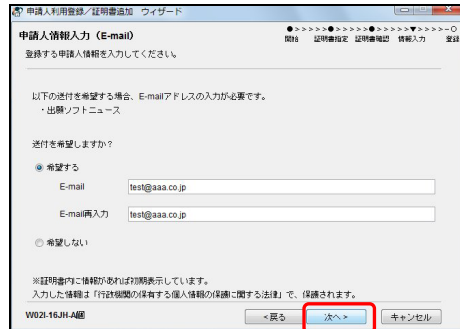 申請人利用登録／証明書追加 ウィザード
申請人情報入力（E-mail）
●>>>>>●>>>>>●>>>>>▼>>>>－○
開始 証明書指定 証明書確認 情報入力 登録
登録する申請人情報を入力してください。
以下の送付を希望する場合、E-mailアドレスの入力が必要です。
・出願ソフトニュース
送付を希望しますか？
希望する
E-mail test@aaa.co.jp
E-mail再入力 test@aaa.co.jp
希望しない
※証明書内に情報があれば初期表示しています。
入力した情報は「行政機関の保有する個人情報の保護に関する法律」で、保護されます。
W02I-16JH-A
<戻る 次へ> キャンセル